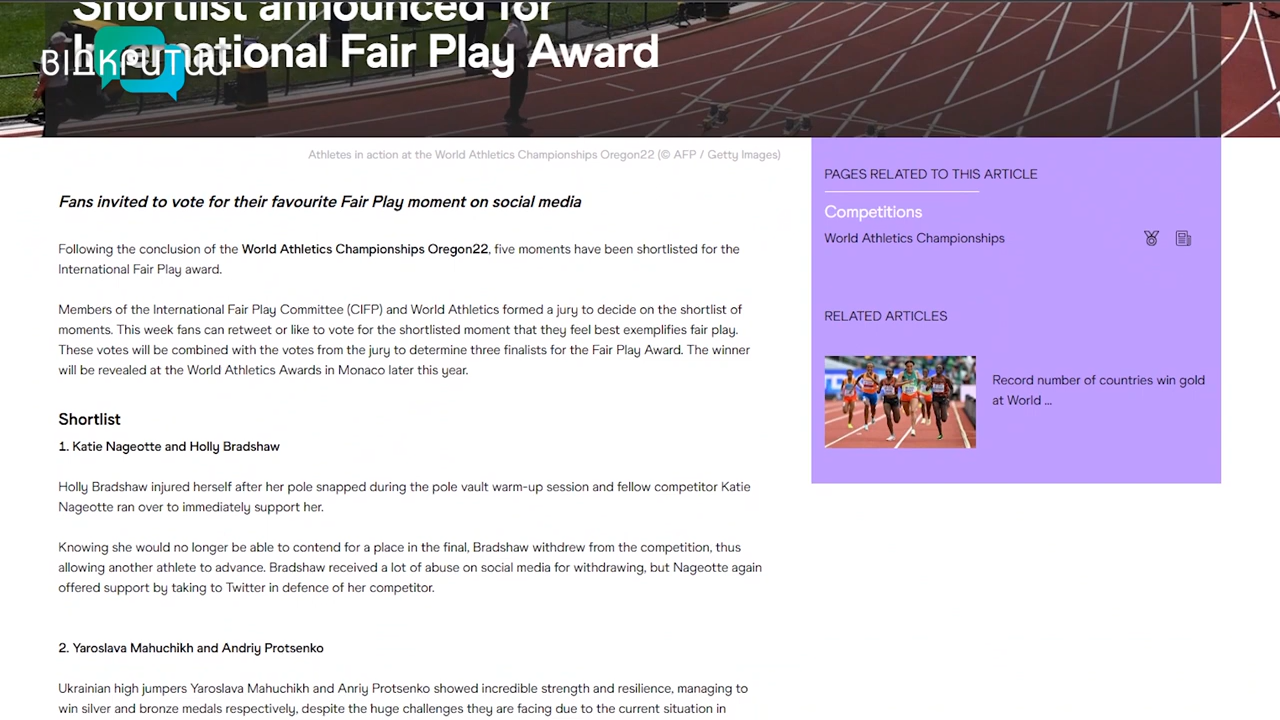 Shortlist announced for
International Fair Play Award
ВІДКРИТИЙ
Athletes in action at the World Athletics Championships Oregon22 (© AFP / Getty Images)
Fans invited to vote for their favourite Fair Play moment on social media
Following the conclusion of the World Athletics Championships Oregon22, five moments have been shortlisted for the
International Fair Play award.
Members of the International Fair Play Committee (CIFP) and World Athletics formed a jury to decide on the shortlist of
moments. This week fans can retweet or like to vote for the shortlisted moment that they feel best exemplifies fair play.
These votes will be combined with the votes from the jury to determine three finalists for the Fair Play Award. The winner
will be revealed at the World Athletics Awards in Monaco later this year.
Shortlist
1. Katie Nageotte and Holly Bradshaw
Holly Bradshaw injured herself after her pole snapped during the pole vault warm-up session and fellow competitor Katie
Nageotte ran over to immediately support her.
Knowing she would no longer be able to contend for a place in the final, Bradshaw withdrew from the competition, thus
allowing another athlete to advance. Bradshaw received a lot of abuse on social media for withdrawing, but Nageotte again
offered support by taking to Twitter in defence of her competitor.
2. Yaroslava Mahuchikh and Andriy Protsenko
Ukrainian high jumpers Yaroslava Mahuchikh and Anriy Protsenko showed incredible strength and resilience, managing to
win silver and bronze medals respectively, despite the huge challenges they are facing due to the current situation in
PAGES RELATED TO THIS ARTICLE
Competitions
World Athletics Championships
RELATED ARTICLES
Record number of countries win gold
at World ...